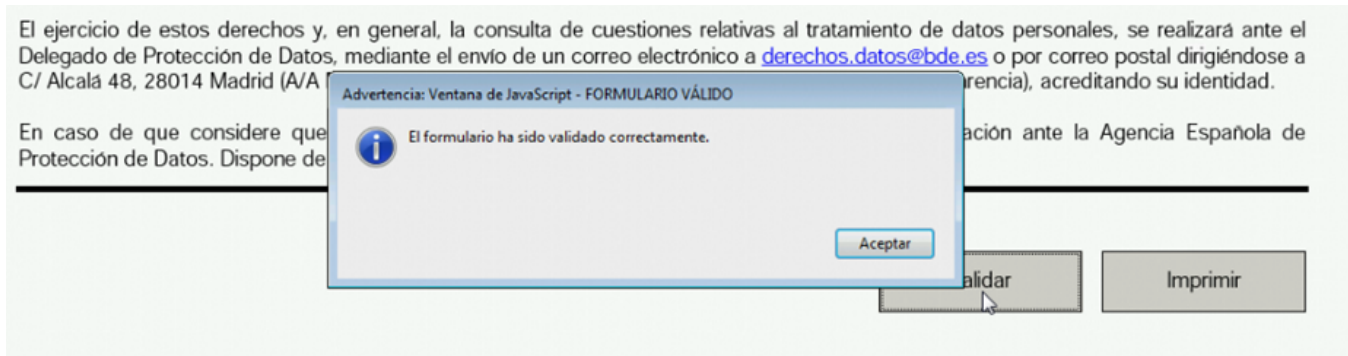 El ejercicio de estos derechos y, en general, la consulta de cuestiones relativas al tratamiento de datos personales, se realizará ante el
Delegado de Protección de Datos, mediante el envío de un correo electrónico a derechos.datos@bde.es o por correo postal dirigiéndose a
C/ Alcalá 48, 28014 Madrid (A/A rencia), acreditando su identidad.
Advertencia: Ventana de JavaScript - FORMULARIO VÁLIDO
El formulario ha sido validado correctamente.
En caso de que considere que ación ante la Agencia Española de
Protección de Datos. Dispone de
Aceptar
alidar
Imprimir